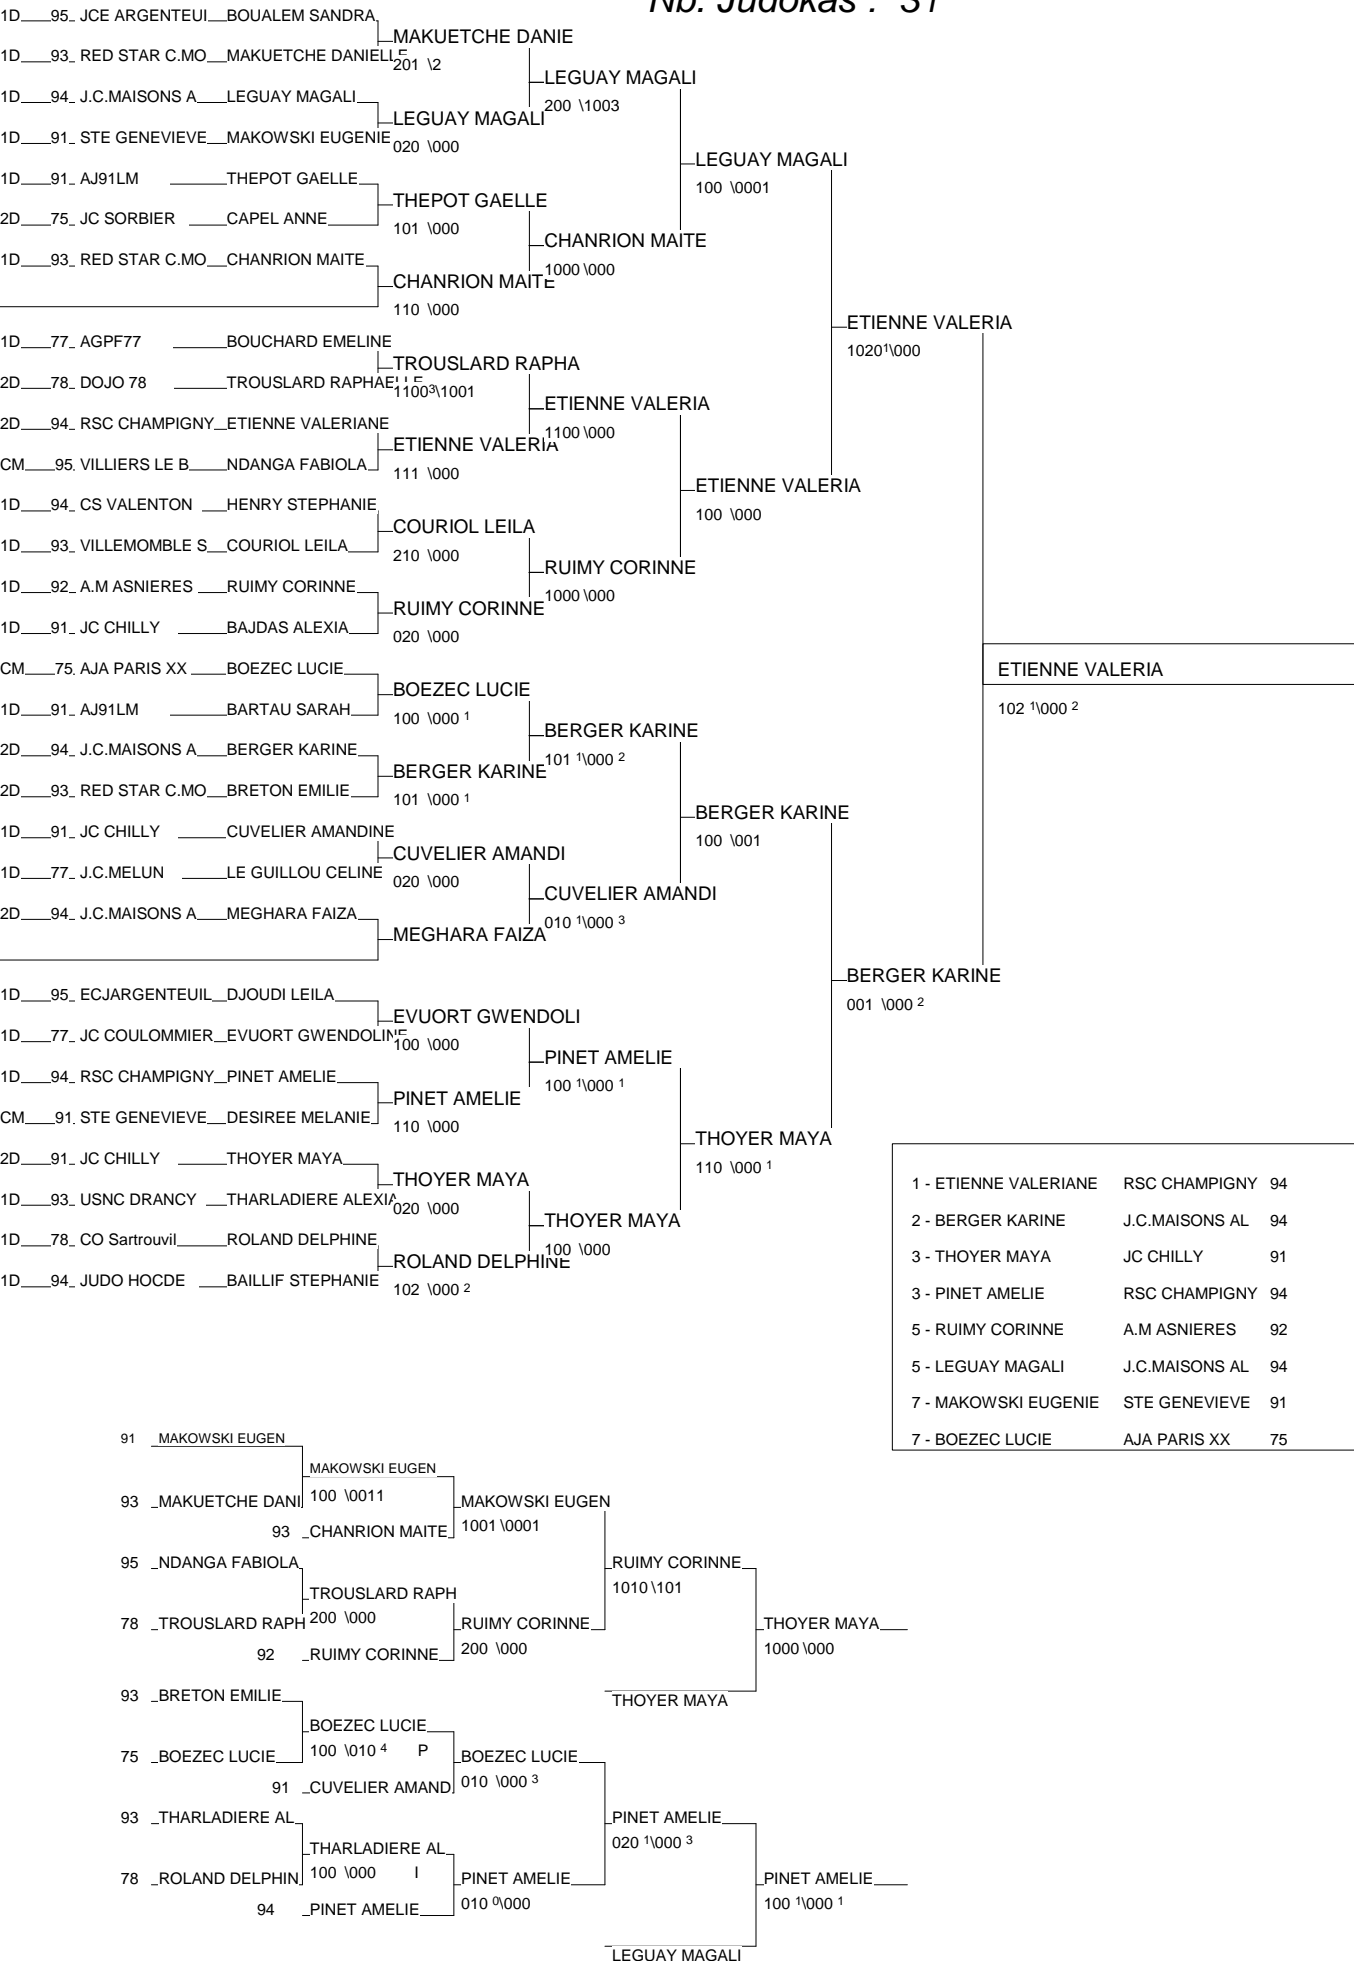 Nb. Judokas : 31
1D 95 JCE ARGENTEUI BOUALEM SANDRA
MAKUETCHE DANIE
1D 93 RED STAR C.MO MAKUETCHE DANIELLE
201 \2
LEGUAY MAGALI
1D 94 J.C.MAISONS A LEGUAY MAGALI
200 \1003
LEGUAY MAGALI
1D 91 STE GENEVIEVE MAKOWSKI EUGENIE
020 \000
LEGUAY MAGALI
1D 91 AJ91LM THEPOT GAELLE
100 \0001
THEPOT GAELLE
2D 75 JC SORBIER CAPEL ANNE
101 \000
CHANRION MAITE
1D 93 RED STAR C.MO CHANRION MAITE
1000 \000
CHANRION MAITE
110 \000
ETIENNE VALERIA
1D 77 AGPF77 BOUCHARD EMELINE
1020 1\000
TROUSLARD RAPHA
2D 78 DOJO 78 TROUSLARD RAPHAELLE
1100 3\1001
ETIENNE VALERIA
2D 94 RSC CHAMPIGNY ETIENNE VALERIANE
1100 \000
ETIENNE VALERIA
CM 95 VILLIERS LE B NDANGA FABIOLA
111 \000
ETIENNE VALERIA
1D 94 CS VALENTON HENRY STEPHANIE
100 \000
COURIOL LEILA
1D 93 VILLEMOMBLE S COURIOL LEILA
210 \000
RUIMY CORINNE
1D 92 A.M ASNIERES RUIMY CORINNE
1000 \000
RUIMY CORINNE
1D 91 JC CHILLY BAJDAS ALEXIA
020 \000
CM 75 AJA PARIS XX BOEZEC LUCIE
ETIENNE VALERIA
BOEZEC LUCIE
1D 91 AJ91LM BARTAU SARAH
102 1\000 2
100 \000 1
BERGER KARINE
2D 94 J.C.MAISONS A BERGER KARINE
101 1\000 2
BERGER KARINE
2D 93 RED STAR C.MO BRETON EMILIE
101 \000 1
BERGER KARINE
1D 91 JC CHILLY CUVELIER AMANDINE
100 \001
CUVELIER AMANDI
1D 77 J.C.MELUN LE GUILLOU CELINE
020 \000
CUVELIER AMANDI
2D 94 J.C.MAISONS A MEGHARA FAIZA
010 1\000 3
MEGHARA FAIZA
BERGER KARINE
1D 95 ECJARGENTEUIL DJOUDI LEILA
001 \000 2
EVUORT GWENDOLI
1D 77 JC COULOMMIER EVUORT GWENDOLINE
100 \000
PINET AMELIE
1D 94 RSC CHAMPIGNY PINET AMELIE
100 1\000 1
PINET AMELIE
CM 91 STE GENEVIEVE DESIREE MELANIE
110 \000
THOYER MAYA
2D 91 JC CHILLY THOYER MAYA
110 \000 1
THOYER MAYA
1D 93 USNC DRANCY THARLADIERE ALEXIA
020 \000
THOYER MAYA
1D 78 CO Sartrouvil ROLAND DELPHINE
100 \000
ROLAND DELPHINE
1D 94 JUDO HOCDE BAILLIF STEPHANIE
102 \000 2
1 - ETIENNE VALERIANE RSC CHAMPIGNY 94
2 - BERGER KARINE J.C.MAISONS AL 94
3 - THOYER MAYA JC CHILLY 91
3 - PINET AMELIE RSC CHAMPIGNY 94
5 - RUIMY CORINNE A.M ASNIERES 92
5 - LEGUAY MAGALI J.C.MAISONS AL 94
7 - MAKOWSKI EUGENIE STE GENEVIEVE 91
7 - BOEZEC LUCIE AJA PARIS XX 75
91 MAKOWSKI EUGEN
MAKOWSKI EUGEN
100 \0011
93 MAKUETCHE DANI
MAKOWSKI EUGEN
1001 \0001
93 CHANRION MAITE
95 NDANGA FABIOLA
RUIMY CORINNE
1010 \101
TROUSLARD RAPH
200 \000
78 TROUSLARD RAPH
RUIMY CORINNE
200 \000
THOYER MAYA
1000 \000
92 RUIMY CORINNE
93 BRETON EMILIE
THOYER MAYA
BOEZEC LUCIE
100 \010 4 P
75 BOEZEC LUCIE
BOEZEC LUCIE
010 \000 3
91 CUVELIER AMAND
93 THARLADIERE AL
PINET AMELIE
020 1\000 3
THARLADIERE AL
100 \000 I
78 ROLAND DELPHIN
PINET AMELIE
010 0\000
PINET AMELIE
100 1\000 1
94 PINET AMELIE
LEGUAY MAGALI